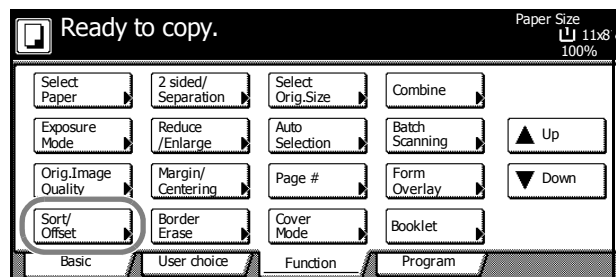 Ready to copy.
Paper Size
11x8
100%
Select
Paper
2 sided/
Separation
Select
Orig.Size
Combine
Exposure
Mode
Reduce
/Enlarge
Auto
Selection
Batch
Scanning
Up
Orig.Image
Quality
Margin/
Centering
Page #
Form
Overlay
Down
Sort/
Offset
Border
Erase
Cover
Mode
Booklet
Basic
User choice
Function
Program